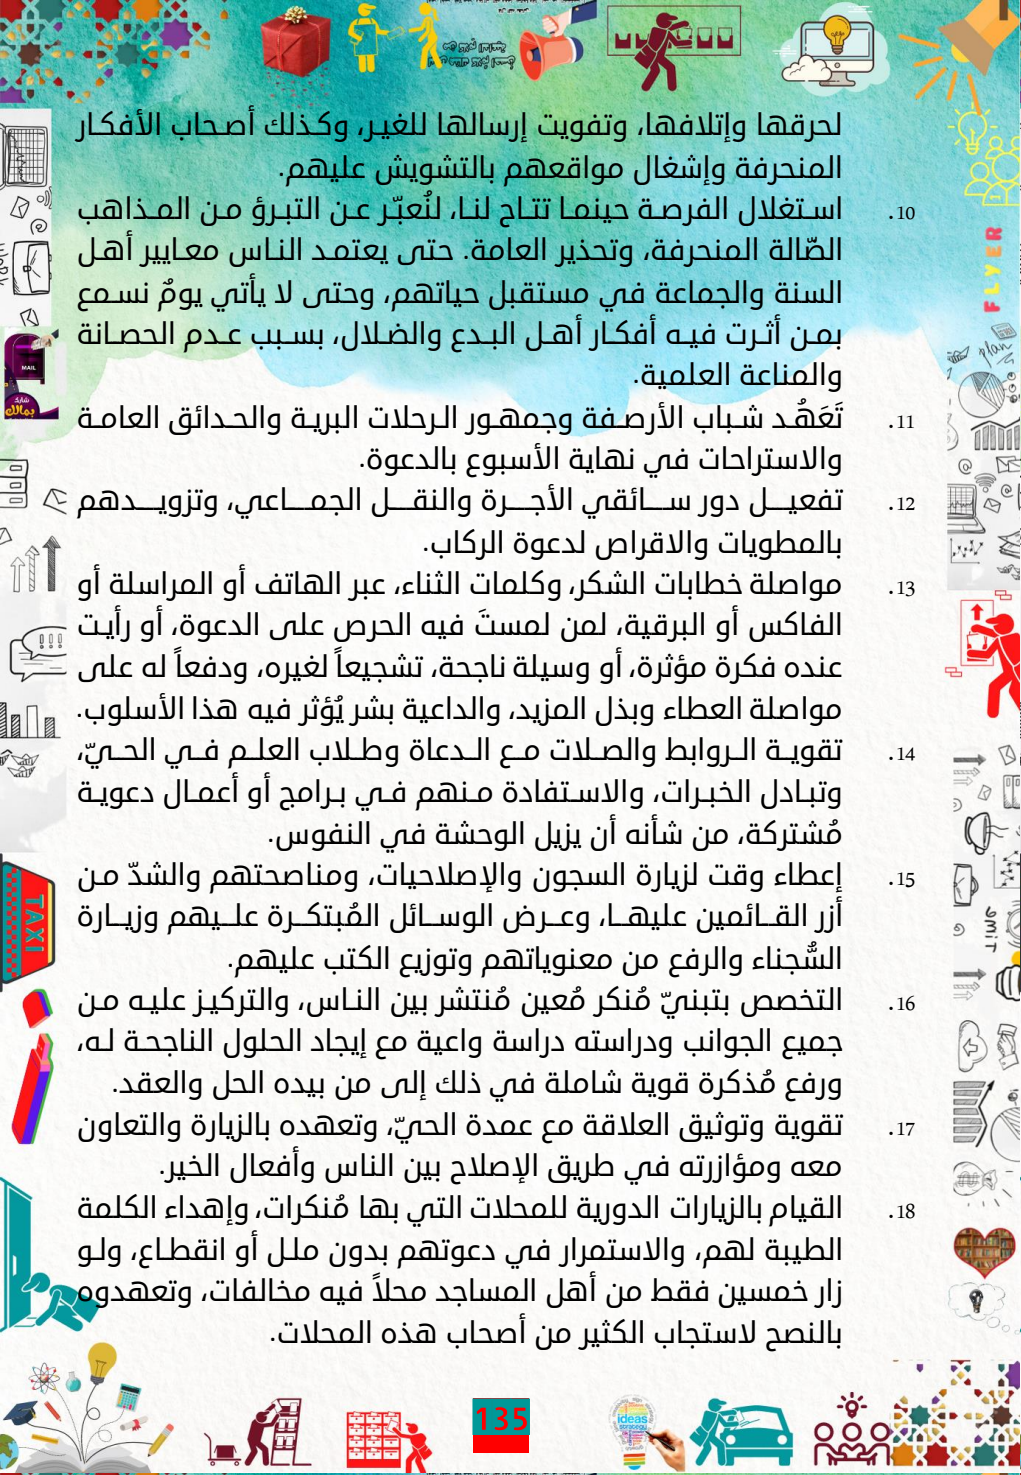 لحرقها وإتلافها، وتفويت إرسالها للغير، وكذلك أصحاب الأفكار
المنحرفة وإشغال مواقعهم بالتشويش عليهم.
10. استغلال الفرصة حينما تتاح لنا، لنُعبّر عن التبرؤ من المذاهب
الضّالة المنحرفة، وتحذير العامة. حتى يعتمد الناس معايير أهل
السنة والجماعة في مستقبل حياتهم، وحتى لا يأتي يومٌ نسمع
بمن أثرت فيه أفكار أهل البدع والضلال، بسبب عدم الحصانة
والمناعة العلمية.
11. تَعَهُد شباب الأرصفة وجمهور الرحلات البرية والحدائق العامة
والاستراحات في نهاية الأسبوع بالدعوة.
12. تفعيل دور سائقي الأجرة والنقل الجماعي، وتزويدهم
بالمطويات والاقراص لدعوة الركاب.
13. مواصلة خطابات الشكر، وكلمات الثناء، عبر الهاتف أو المراسلة أو
الفاكس أو البرقية، لمن لمستَ فيه الحرص على الدعوة، أو رأيت
عنده فكرة مؤثرة، أو وسيلة ناجحة، تشجيعاً لغيره، ودفعاً له على
مواصلة العطاء وبذل المزيد، والداعية بشر يُؤثر فيه هذا الأسلوب.
14. تقوية الروابط والصلات مع الدعاة وطلاب العلم في الحيّ،
وتبادل الخبرات، والاستفادة منهم في برامج أو أعمال دعوية
مُشتركة، من شأنه أن يزيل الوحشة في النفوس.
15. إعطاء وقت لزيارة السجون والإصلاحيات، ومناصحتهم والشدّ من
أزر القائمين عليها، وعرض الوسائل المُبتكرة عليهم وزيارة
السُّجناء والرفع من معنوياتهم وتوزيع الكتب عليهم.
16. التخصص بتبنيّ مُنكر مُعين مُنتشر بين الناس، والتركيز عليه من
جميع الجوانب ودراسته دراسة واعية مع إيجاد الحلول الناجحة له،
ورفع مُذكرة قوية شاملة في ذلك إلى من بيده الحل والعقد.
17. تقوية وتوثيق العلاقة مع عمدة الحيّ، وتعهده بالزيارة والتعاون
معه ومؤازرته في طريق الإصلاح بين الناس وأفعال الخير.
18. القيام بالزيارات الدورية للمحلات التي بها مُنكرات، وإهداء الكلمة
الطيبة لهم، والاستمرار في دعوتهم بدون ملل أو انقطاع، ولو
زار خمسين فقط من أهل المساجد محلاً فيه مخالفات، وتعهدوه
بالنصح لاستجاب الكثير من أصحاب هذه المحلات.
FLYER
plan
MAIL
شارك
بمالك
TAXI
ideas
135